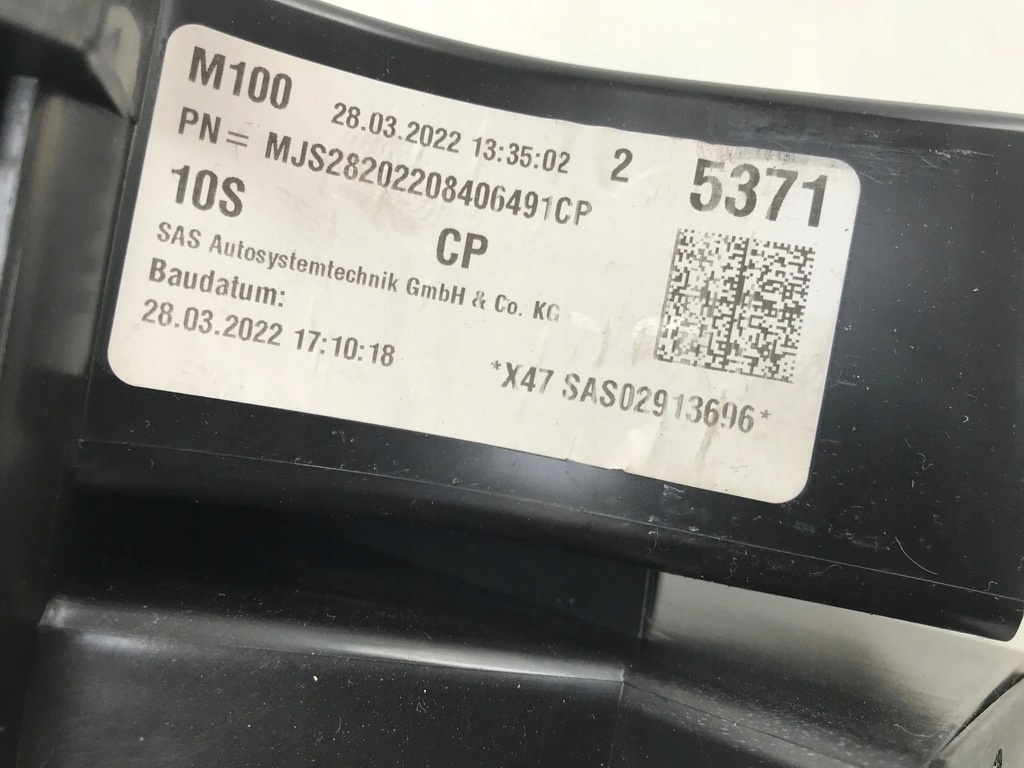 M100 28.03.2022 13:35:02 2 5371
PN= MJS28202208406491CP
10S CP
SAS Autosystemtechnik GmbH & Co. KG
Baudatum:
28.03.2022 17:10:18 *X47 SAS02913696*